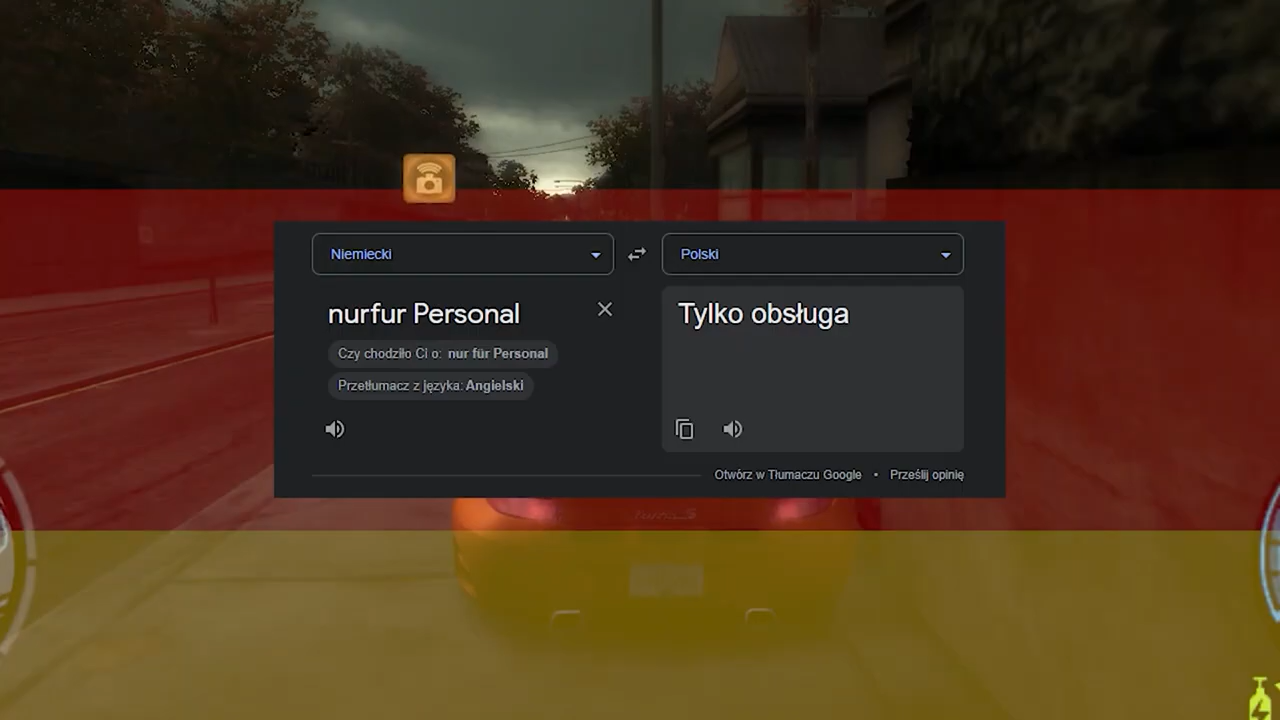 Niemiecki
Polski
nurfur Personal
Tylko obsługa
Czy chodziło Ci o: nur für Personal
Przetłumacz z języka: Angielski
Otwórz w Tłumaczu Google • Prześlij opinię